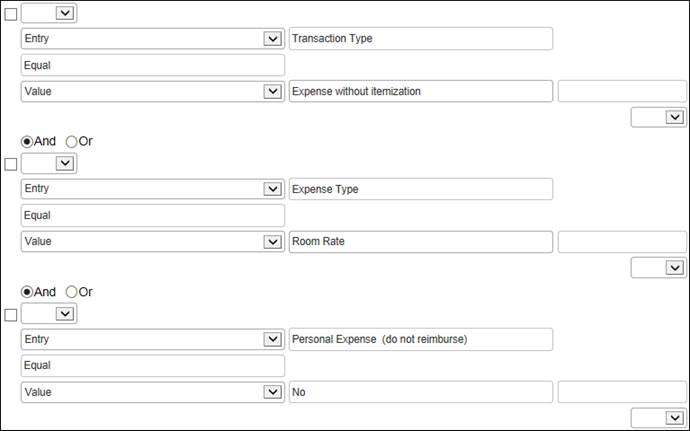 Entry Transaction Type
Equal
Value Expense without itemization
And Or
Entry Expense Type
Equal
Value Room Rate
And Or
Entry Personal Expense (do not reimburse)
Equal
Value No